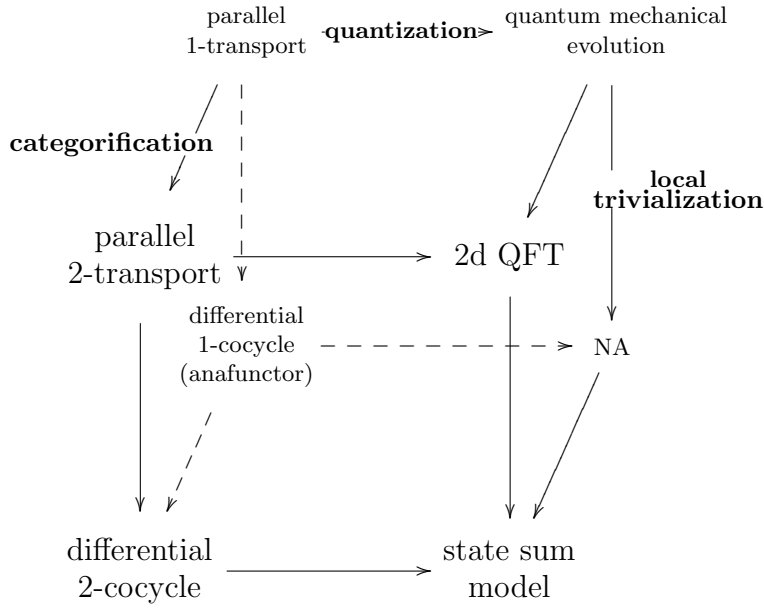 parallel
1-transport
quantization
quantum mechanical
evolution
categorification
local
trivialization
parallel
2-transport
2d QFT
differential
1-cocycle
(anafunctor)
NA
differential
2-cocycle
state sum
model